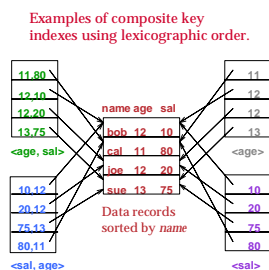 Examples of composite key
indexes using lexicographic order.
11,80
12,10
12,20
13,75
<age, sal>
10,12
20,12
75,13
80,11
<sal, age>
name age sal
bob 12 10
cal 11 80
joe 12 20
sue 13 75
Data records
sorted by name
11
12
12
13
<age>
10
20
75
80
<sal>